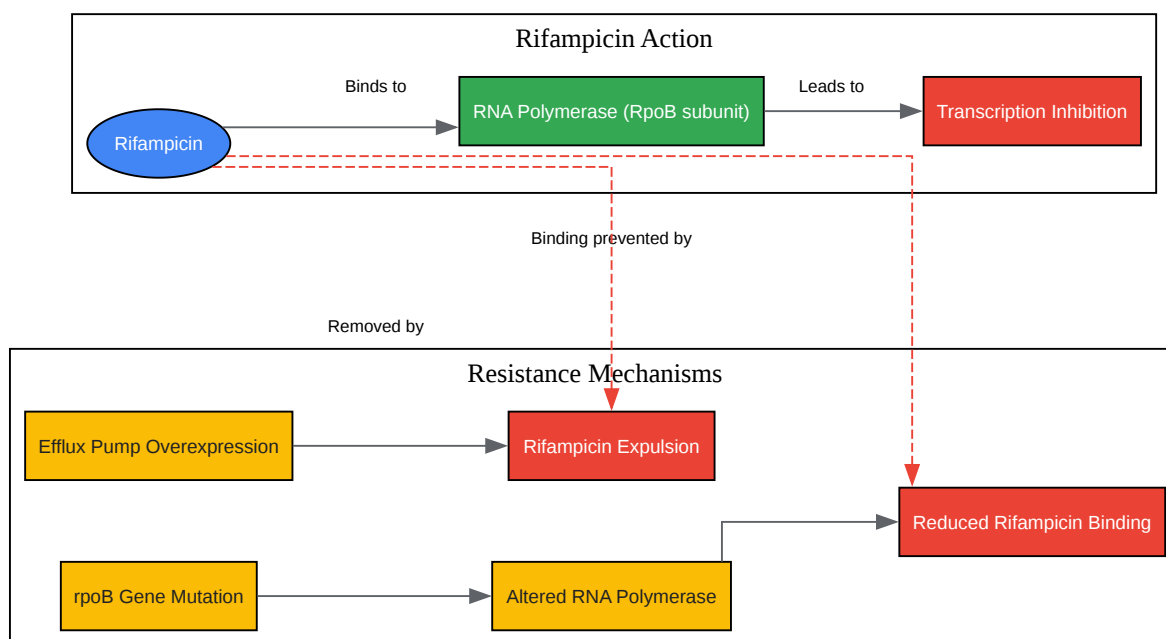 Rifampicin Action
Binds to
RNA Polymerase (RpoB subunit)
Leads to
Transcription Inhibition
Rifampicin
Binding prevented by
Removed by
Resistance Mechanisms
Efflux Pump Overexpression
Rifampicin Expulsion
Reduced Rifampicin Binding
rpoB Gene Mutation
Altered RNA Polymerase